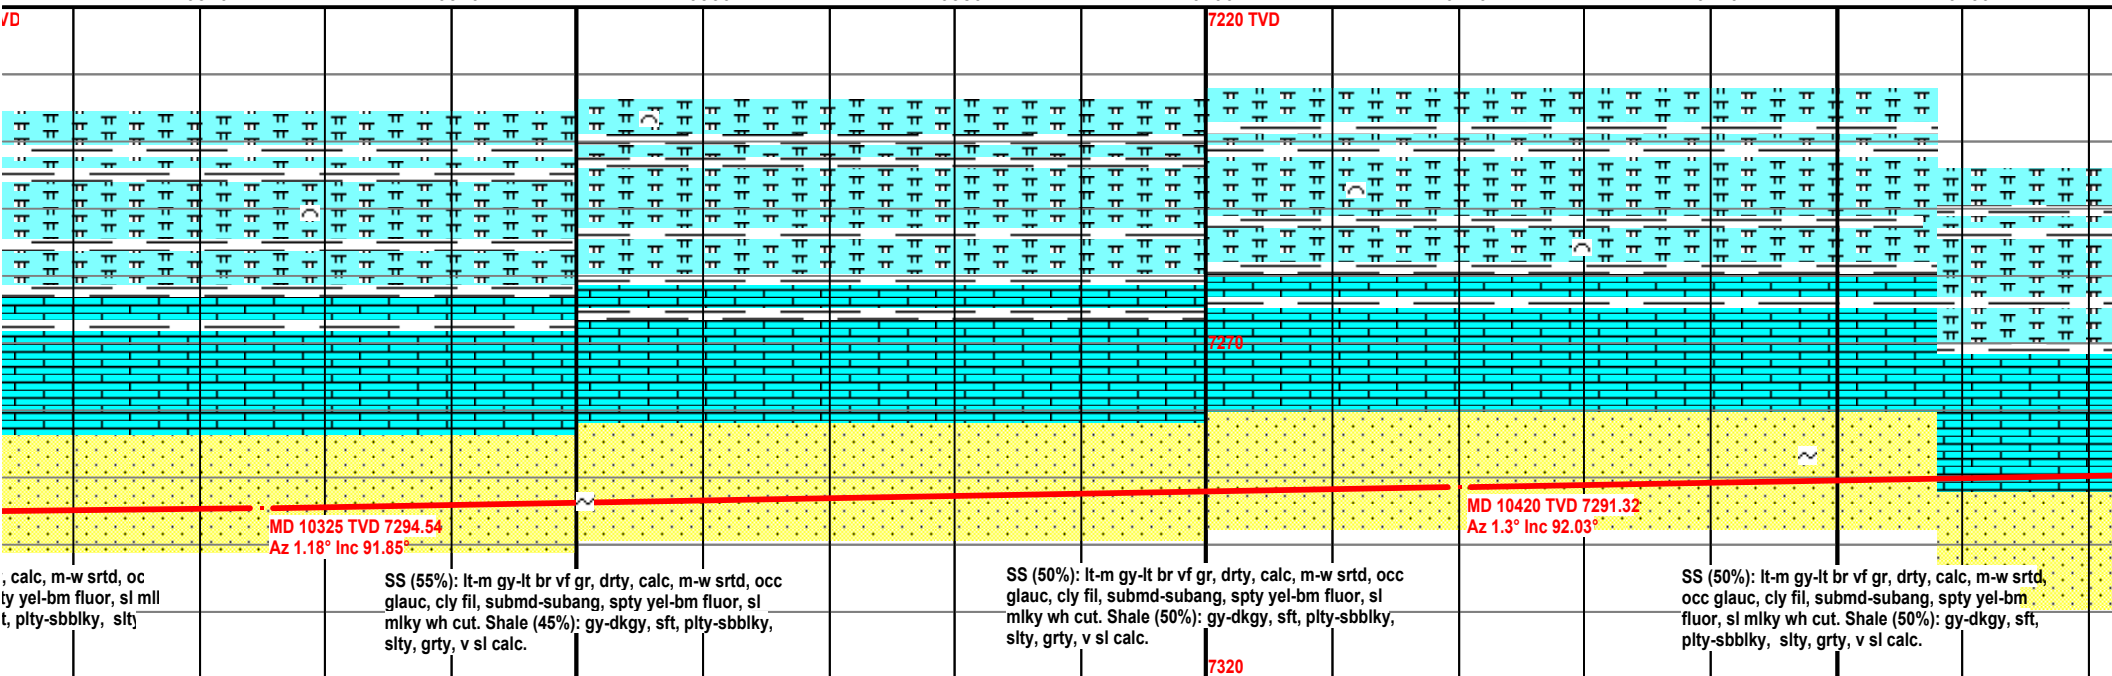 VD
7220 TVD
7270
MD 10325 TVD 7294.54
Az 1.18° Inc 91.85°
MD 10420 TVD 7291.32
Az 1.3° Inc 92.03°
, calc, m-w srtd, oc
ty yel-bm fluor, sl mll
t, plty-sbblky, slty
SS (55%): lt-m gy-lt br vf gr, drty, calc, m-w srtd, occ
glauc, cly fil, submd-subang, spty yel-bm fluor, sl
mlky wh cut. Shale (45%): gy-dkgy, sft, plty-sbblky,
slty, grty, v sl calc.
SS (50%): lt-m gy-lt br vf gr, drty, calc, m-w srtd, occ
glauc, cly fil, submd-subang, spty yel-bm fluor, sl
mlky wh cut. Shale (50%): gy-dkgy, sft, plty-sbblky,
slty, grty, v sl calc.
SS (50%): lt-m gy-lt br vf gr, drty, calc, m-w srtd,
occ glauc, cly fil, submd-subang, spty yel-bm
fluor, sl mlky wh cut. Shale (50%): gy-dkgy, sft,
plty-sbblky, slty, grty, v sl calc.
7320